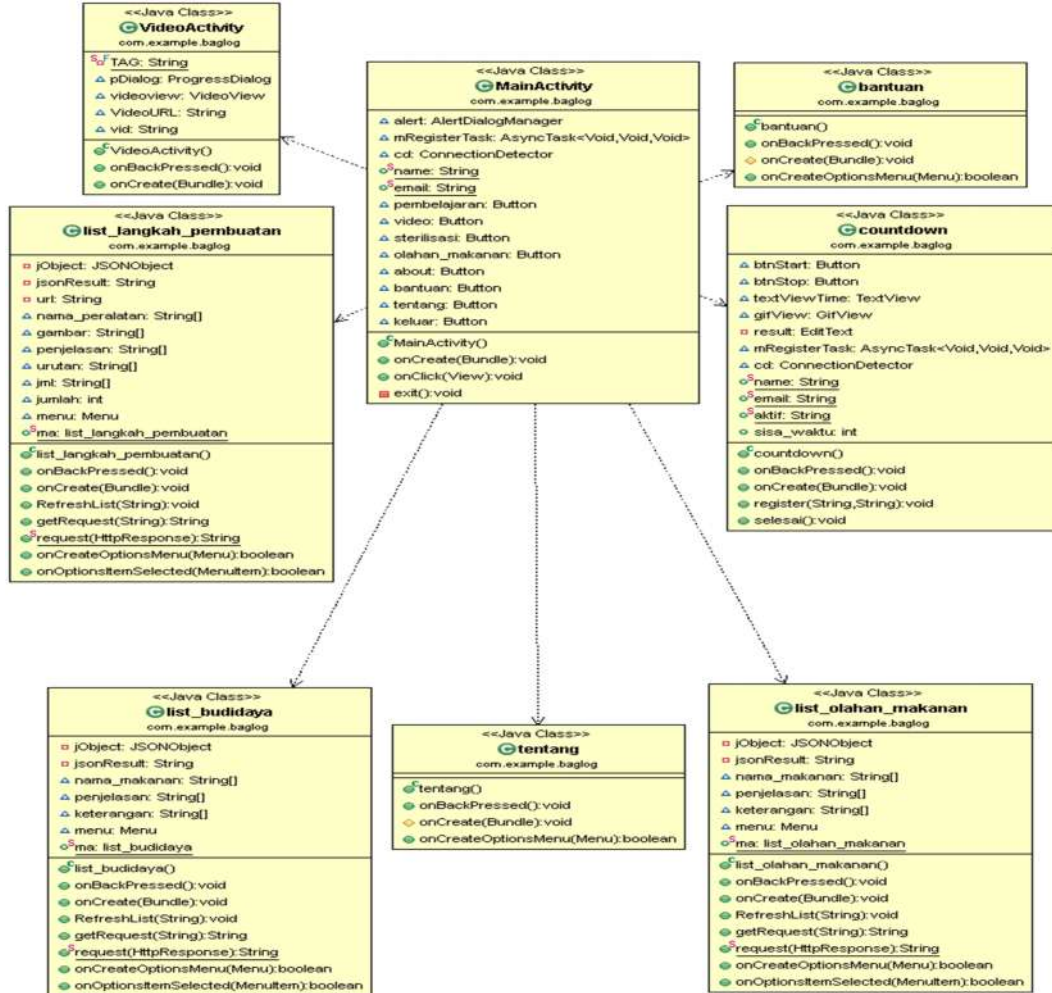 <<Java Class>>
VideoActivity
com.example.baglog
TAG: String
pDialog: ProgressDialog
videoview: VideoView
VideoURL: String
vid: String
VideoActivity()
onBackPressed():void
onCreate(Bundle):void
<<Java Class>>
MainActivity
com.example.baglog
alert: AlertDialogManager
mRegisterTask: AsyncTask<Void,Void,Void>
cd: ConnectionDetector
name: String
email: String
pembelajaran: Button
video: Button
sterilisasi: Button
olahan_makanan: Button
about: Button
bantuan: Button
tentang: Button
keluar: Button
MainActivity()
onCreate(Bundle):void
onClick(View):void
exit():void
<<Java Class>>
bantuan
com.example.baglog
bantuan()
onBackPressed():void
onCreate(Bundle):void
onCreateOptionsMenu(Menu):boolean
<<Java Class>>
list_langkah_pembuatan
com.example.baglog
jObject: JSONObject
jsonResult: String
url: String
nama_peralatan: String[]
gambar: String[]
penjelasan: String[]
urutan: String[]
jml: String[]
jumlah: int
menu: Menu
ma: list_langkah_pembuatan
list_langkah_pembuatan()
onBackPressed():void
onCreate(Bundle):void
RefreshList(String):void
getRequest(String):String
request(HttpResponse):String
onCreateOptionsMenu(Menu):boolean
onOptionsItemSelected(MenuItem):boolean
<<Java Class>>
countdown
com.example.baglog
btnStart: Button
btnStop: Button
textViewTime: TextView
gifView: GifView
result: EditText
mRegisterTask: AsyncTask<Void,Void,Void>
cd: ConnectionDetector
name: String
email: String
aktif: String
sisa_waktu: int
countdown()
onBackPressed():void
onCreate(Bundle):void
register(String,String):void
selesai():void
<<Java Class>>
list_budidaya
com.example.baglog
jObject: JSONObject
jsonResult: String
nama_makanan: String[]
penjelasan: String[]
keterangan: String[]
menu: Menu
ma: list_budidaya
list_budidaya()
onBackPressed():void
onCreate(Bundle):void
RefreshList(String):void
getRequest(String):String
request(HttpResponse):String
onCreateOptionsMenu(Menu):boolean
onOptionsItemSelected(MenuItem):boolean
<<Java Class>>
tentang
com.example.baglog
tentang()
onBackPressed():void
onCreate(Bundle):void
onCreateOptionsMenu(Menu):boolean
<<Java Class>>
list_olahan_makanan
com.example.baglog
jObject: JSONObject
jsonResult: String
nama_makanan: String[]
penjelasan: String[]
keterangan: String[]
menu: Menu
ma: list_olahan_makanan
list_olahan_makanan()
onBackPressed():void
onCreate(Bundle):void
RefreshList(String):void
getRequest(String):String
request(HttpResponse):String
onCreateOptionsMenu(Menu):boolean
onOptionsItemSelected(MenuItem):boolean